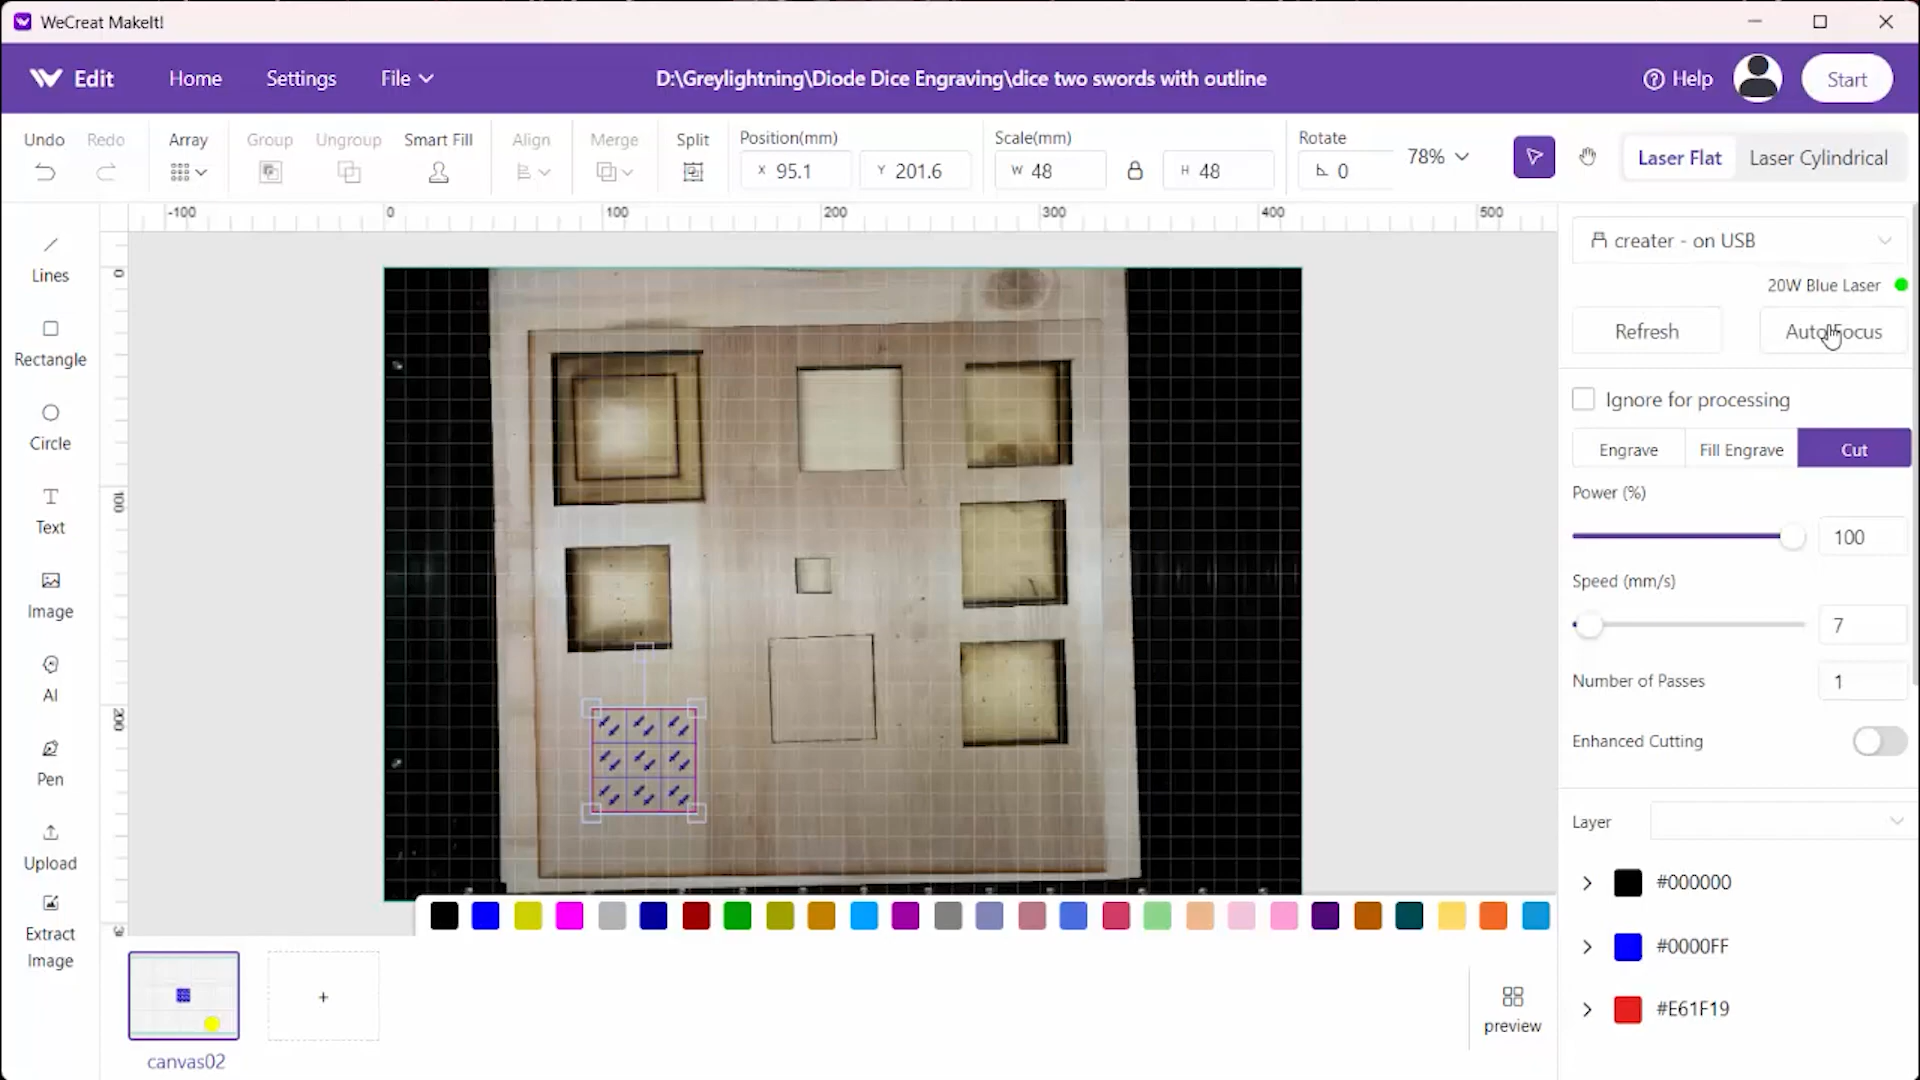 WeCreat MakeIt!
Edit Home Settings File D:\Greylightning\Diode Dice Engraving\dice two swords with outline Help Start
Undo Redo Array Group Ungroup Smart Fill Align Merge Split Position(mm) Scale(mm) Rotate 78% Laser Flat Laser Cylindrical
X 95.1 Y 201.6 W 48 H 48 0
-100 0 100 200 300 400 500
0
100
200
Lines
Rectangle
Circle
Text
Image
AI
Pen
Upload
Extract
Image
creater - on USB
20W Blue Laser
Refresh AutoFocus
Ignore for processing
Engrave Fill Engrave Cut
Power (%)
100
Speed (mm/s)
7
Number of Passes 1
Enhanced Cutting
Layer
#000000
#0000FF
#E61F19
+
preview
canvas02